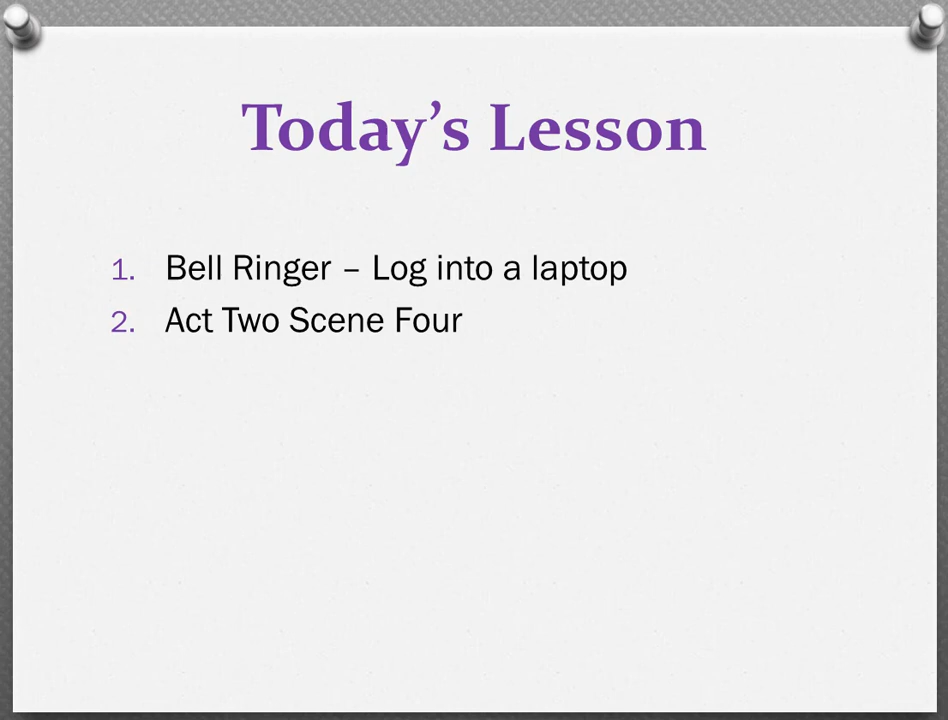 Today’s Lesson
1. Bell Ringer – Log into a laptop
2. Act Two Scene Four